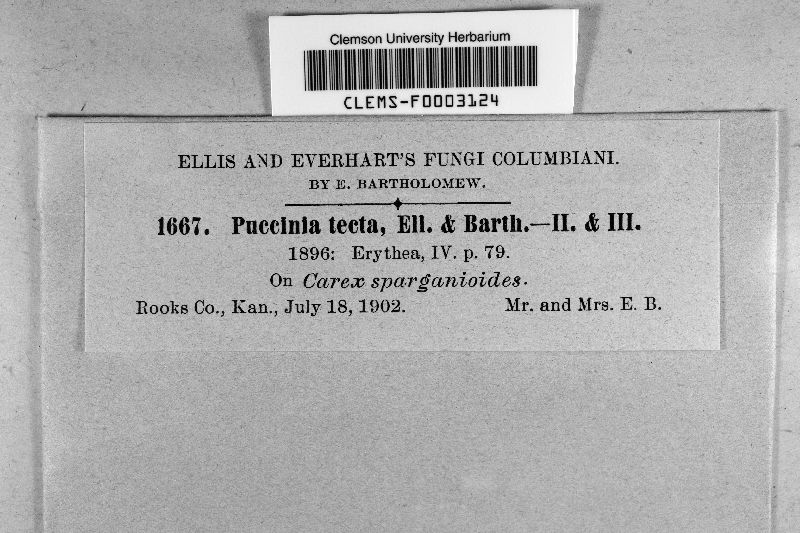 Clemson University Herbarium
CLEMS-F0003124
ELLIS AND EVERHART'S FUNGI COLUMBIANI.
BY E. BARTHOLOMEW.
1667. Puccinia tecta, Ell. & Barth.—II. & III.
1896: Erythea, IV. p. 79.
On Carex sparganioides.
Rooks Co., Kan., July 18, 1902. Mr. and Mrs. E. B.